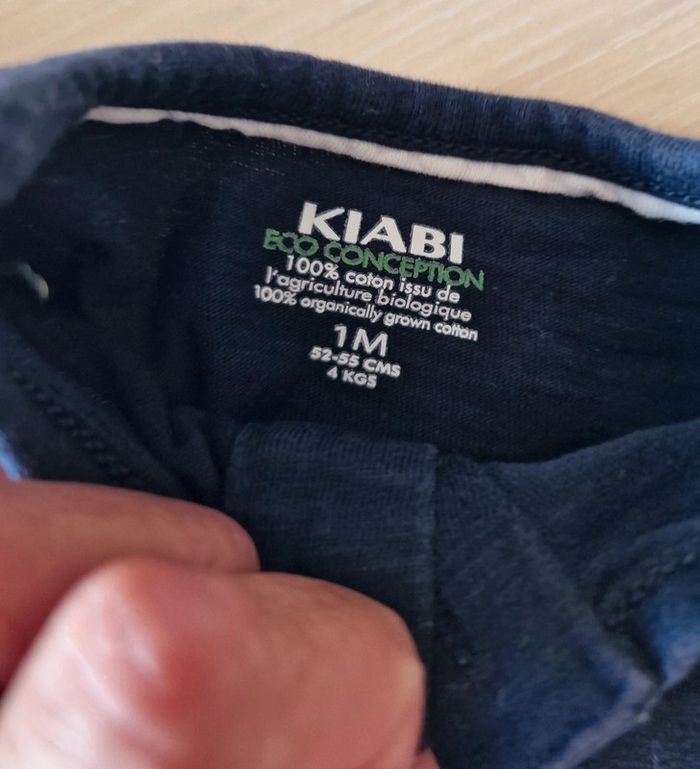 KIABI
ECO CONCEPTION
100% coton issu de
l'agriculture biologique
100% organically grown cotton
1M
52-55 CMS
4 KGS